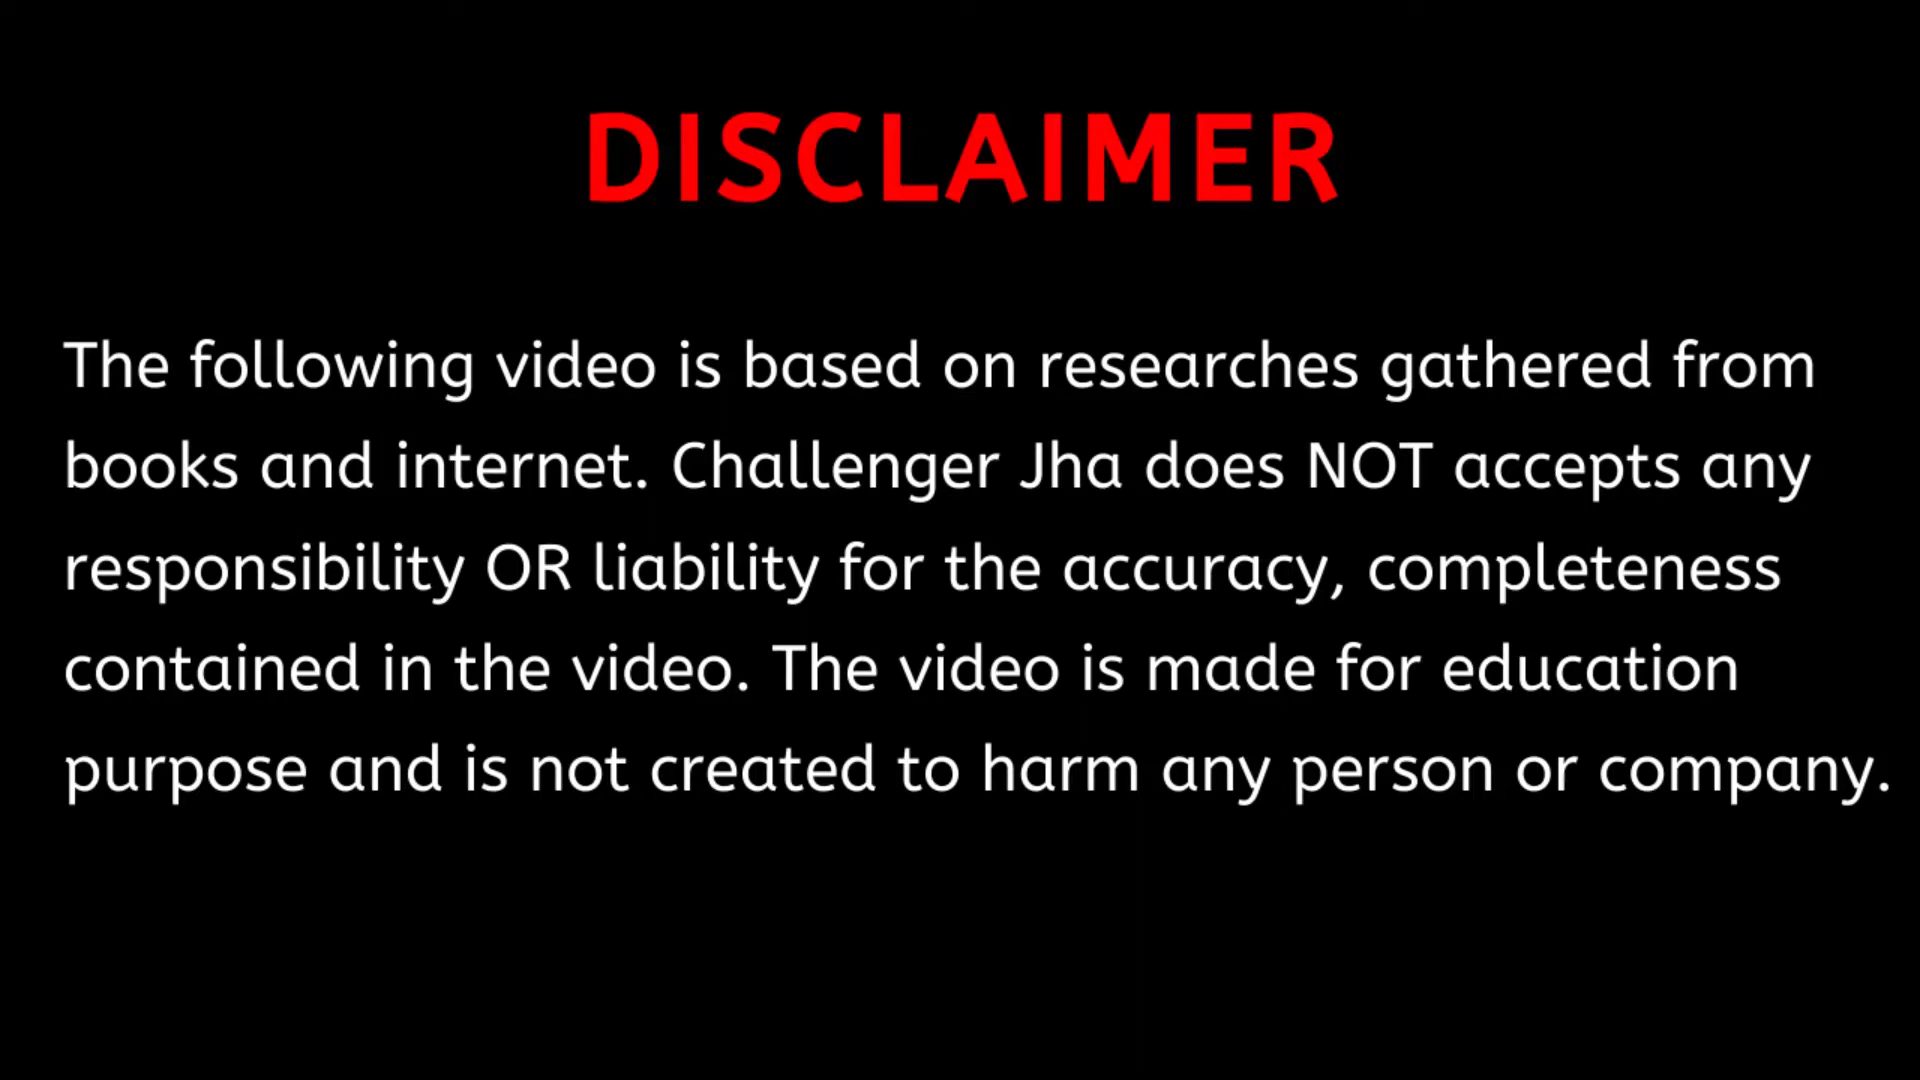 DISCLAIMER
The following video is based on researches gathered from
books and internet. Challenger Jha does NOT accepts any
responsibility OR liability for the accuracy, completeness
contained in the video. The video is made for education
purpose and is not created to harm any person or company.